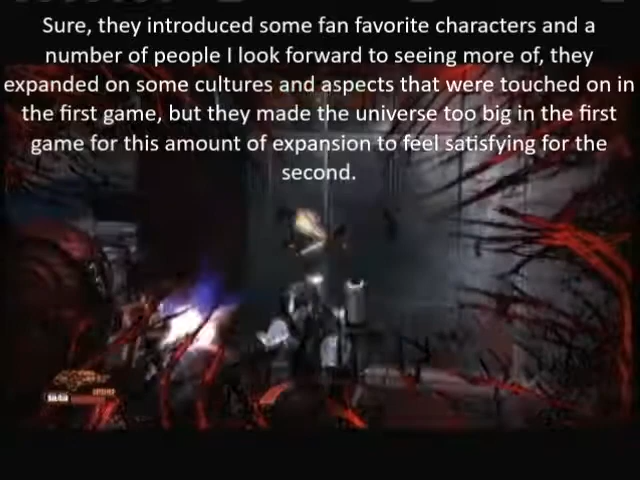 Sure, they introduced some fan favorite characters and a
number of people I look forward to seeing more of, they
expanded on some cultures and aspects that were touched on in
the first game, but they made the universe too big in the first
game for this amount of expansion to feel satisfying for the
second.